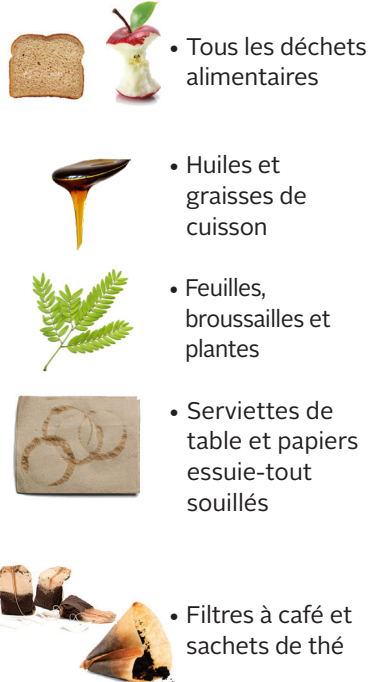 • Tous les déchets
alimentaires
• Huiles et
graisses de
cuisson
• Feuilles,
broussailles et
plantes
• Serviettes de
table et papiers
essuie-tout
souillés
• Filtres à café et
sachets de thé